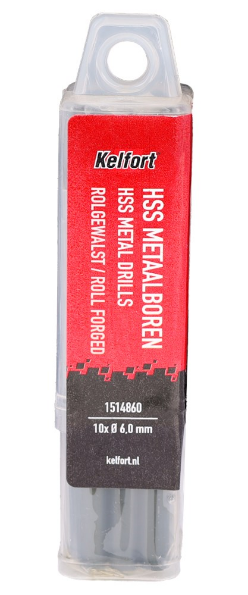 Kelfort
HSS METAALBOREN
HSS METAL DRILLS
ROLGEWALST / ROLL FORGED
1514860
10x Ø 6,0 mm
kelfort.nl